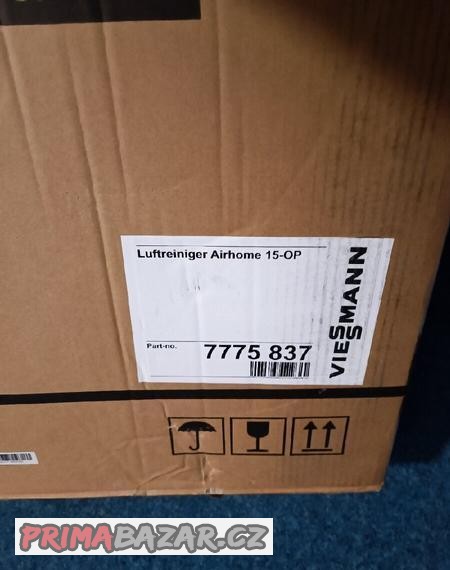 Luftreiniger Airhome 15-OP
Part-no. 7775 837
VIESSMANN
PRIMABAZAR.CZ